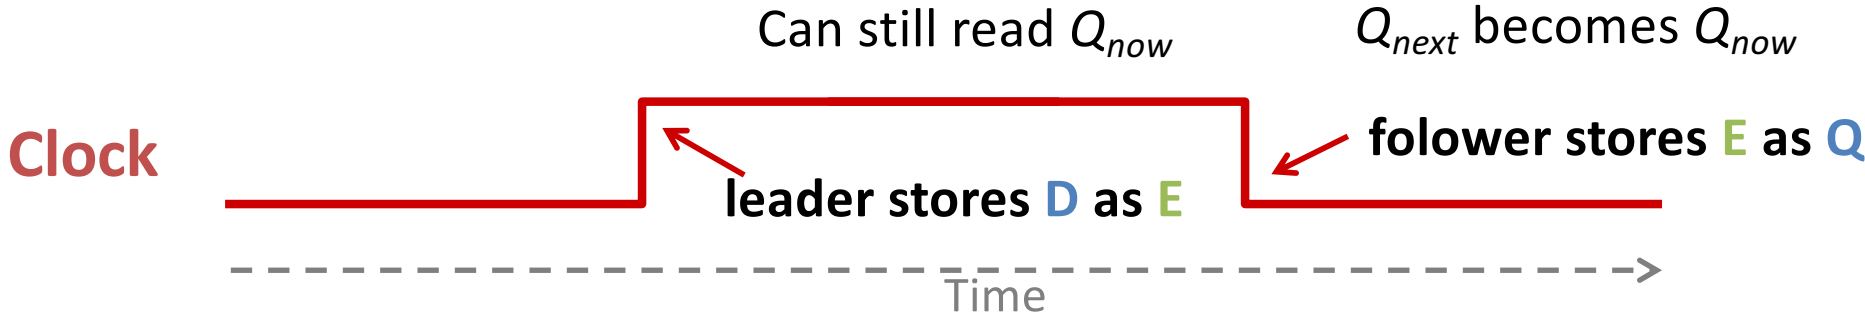 Can still read Qnow
Qnext becomes Qnow
Clock
folower stores E as Q
leader stores D as E
Time